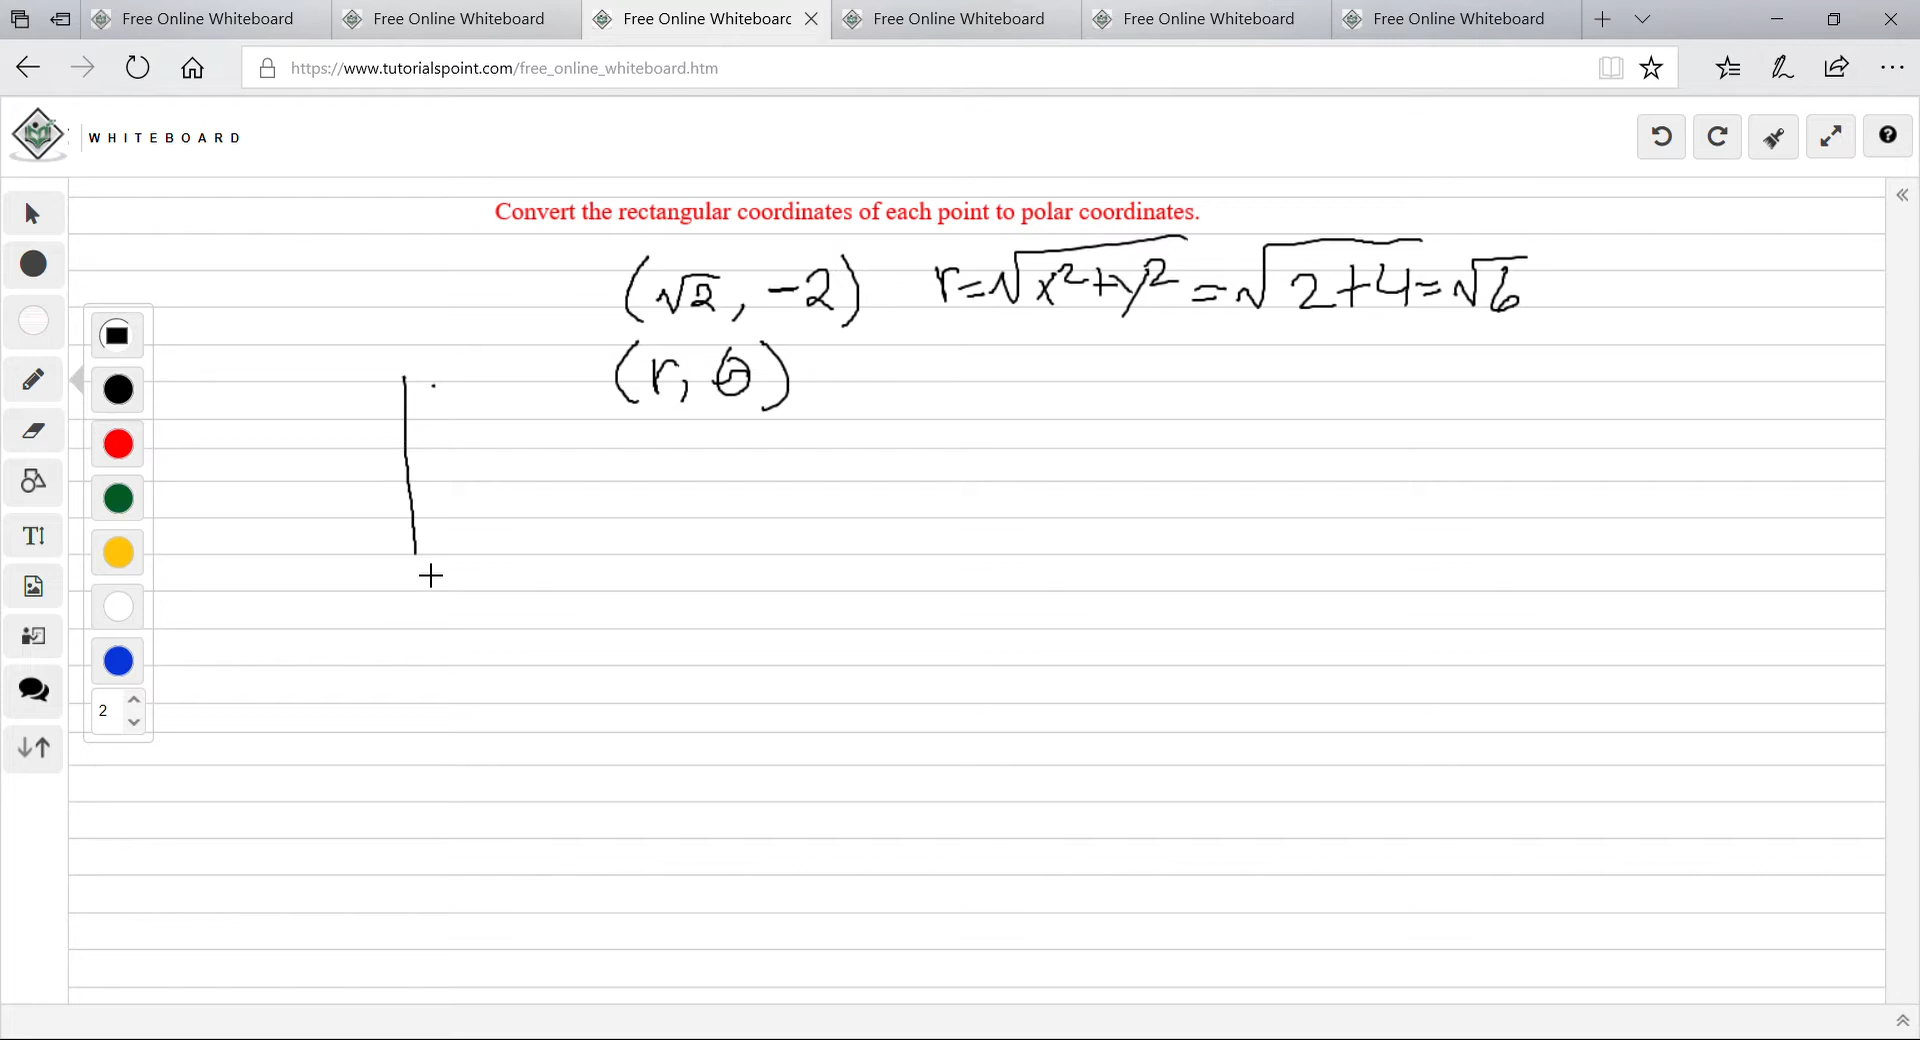 Free Online Whiteboard
Free Online Whiteboard
Free Online Whiteboarc
Free Online Whiteboard
Free Online Whiteboard
Free Online Whiteboard
https://www.tutorialspoint.com/free_online_whiteboard.htm
WHITEBOARD
Convert the rectangular coordinates of each point to polar coordinates.
(√2, -2) r=√x²+y² = √2+4 = √6
(r, θ)
2